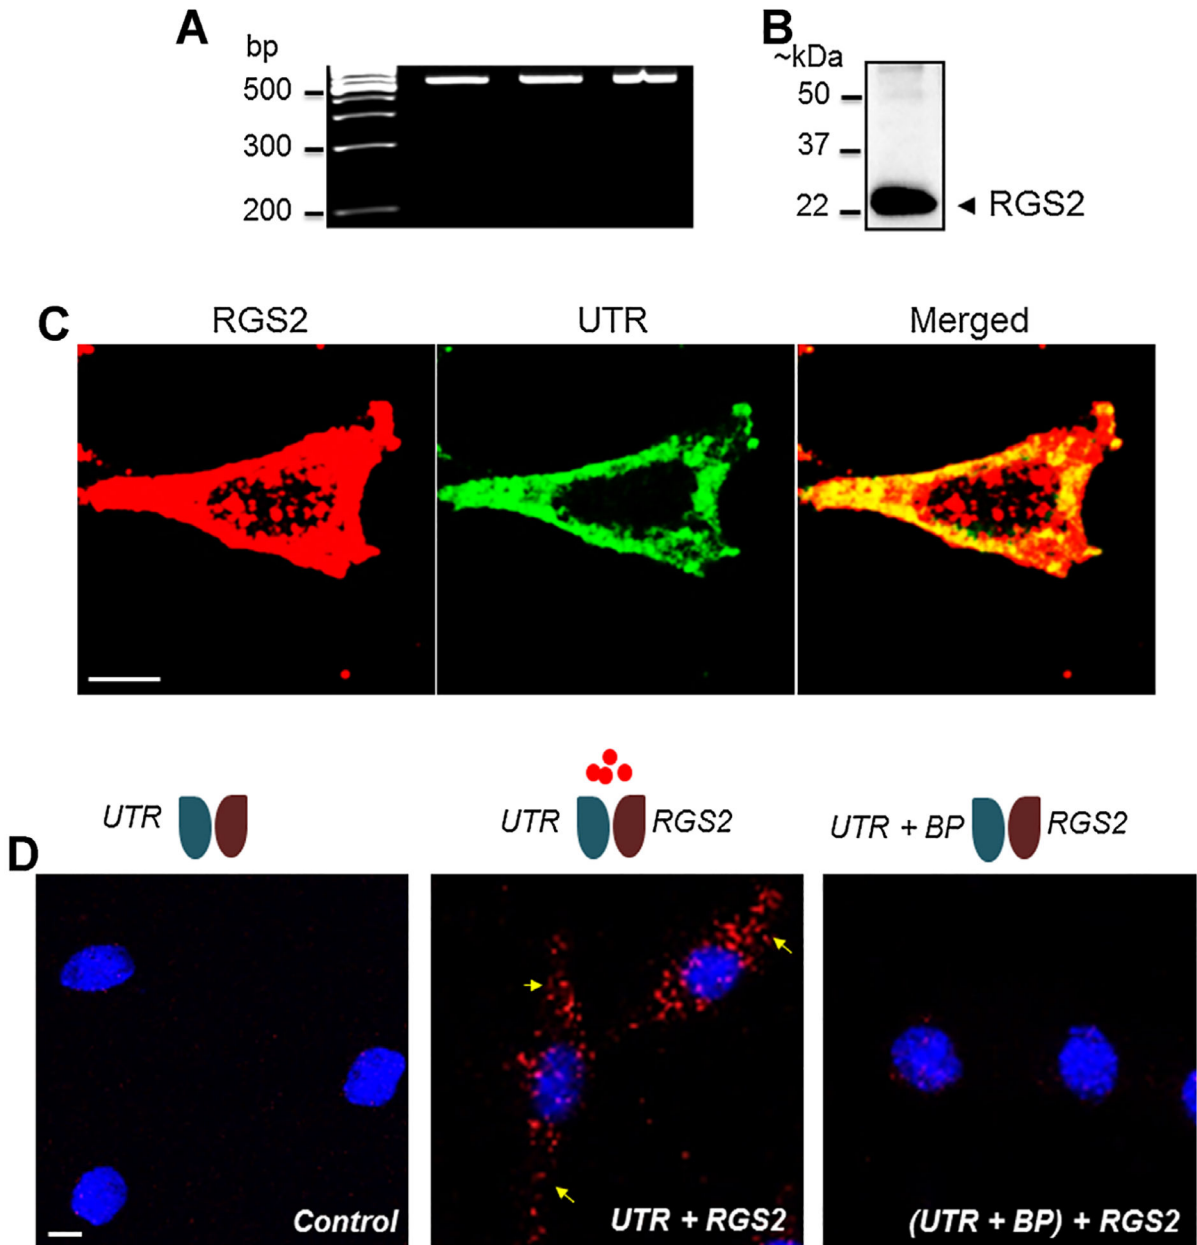 A
bp
500
300
200
B
~kDa
50
37
22
RGS2
C
RGS2 UTR Merged
UTR
UTR RGS2
UTR + BP RGS2
D
Control
UTR + RGS2
(UTR + BP) + RGS2